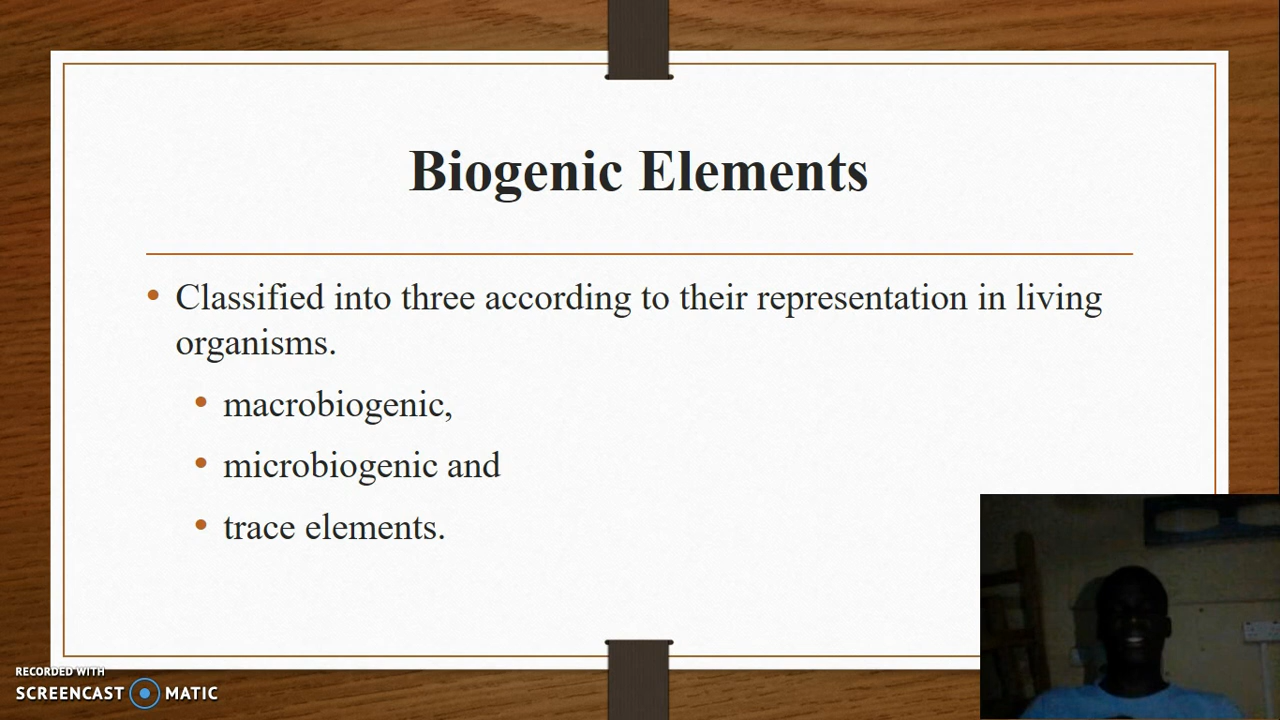 Biogenic Elements
• Classified into three according to their representation in living
organisms.
• macrobiogenic,
• microbiogenic and
• trace elements.
RECORDED WITH
SCREENCAST MATIC